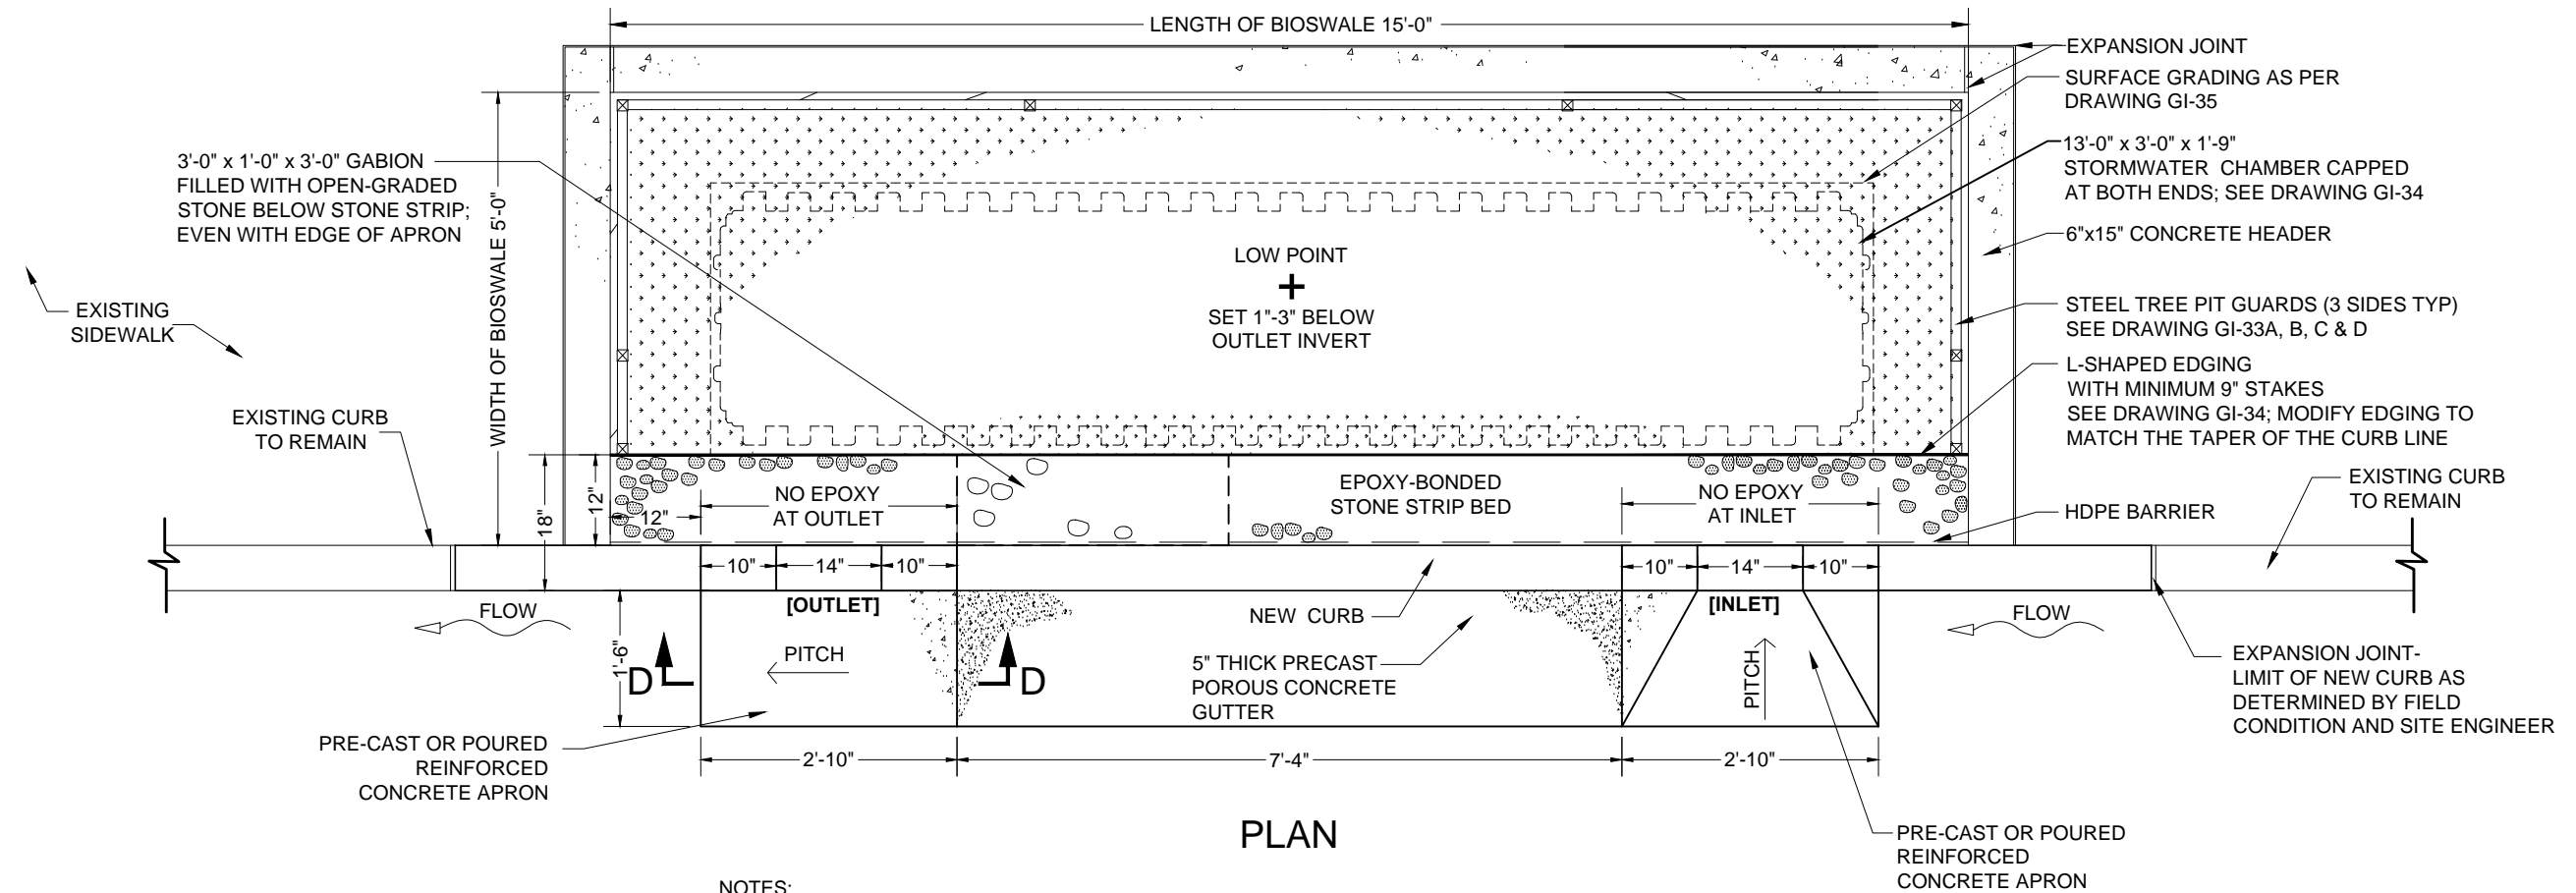 LENGTH OF BIOSWALE 15'-0"
EXPANSION JOINT
SURFACE GRADING AS PER
DRAWING GI-35
13'-0" x 3'-0" x 1'-9"
STORMWATER CHAMBER CAPPED
AT BOTH ENDS; SEE DRAWING GI-34
6"x15" CONCRETE HEADER
STEEL TREE PIT GUARDS (3 SIDES TYP)
SEE DRAWING GI-33A, B, C & D
L-SHAPED EDGING
WITH MINIMUM 9" STAKES
SEE DRAWING GI-34; MODIFY EDGING TO
MATCH THE TAPER OF THE CURB LINE
3'-0" x 1'-0" x 3'-0" GABION
FILLED WITH OPEN-GRADED
STONE BELOW STONE STRIP;
EVEN WITH EDGE OF APRON
WIDTH OF BIOSWALE 5'-0"
EXISTING
SIDEWALK
EXISTING CURB
TO REMAIN
LOW POINT
SET 1"-3" BELOW
OUTLET INVERT
18"
12"
12"
NO EPOXY
AT OUTLET
EPOXY-BONDED
STONE STRIP BED
NO EPOXY
AT INLET
EXISTING CURB
TO REMAIN
HDPE BARRIER
10"
14"
10"
10"
14"
10"
[OUTLET]
[INLET]
FLOW
NEW CURB
FLOW
1'-6"
D
PITCH
D
5" THICK PRECAST
POROUS CONCRETE
GUTTER
PITCH
EXPANSION JOINT-
LIMIT OF NEW CURB AS
DETERMINED BY FIELD
CONDITION AND SITE ENGINEER
PRE-CAST OR POURED
REINFORCED
CONCRETE APRON
2'-10"
7'-4"
2'-10"
PLAN
PRE-CAST OR POURED
REINFORCED
CONCRETE APRON
NOTES: